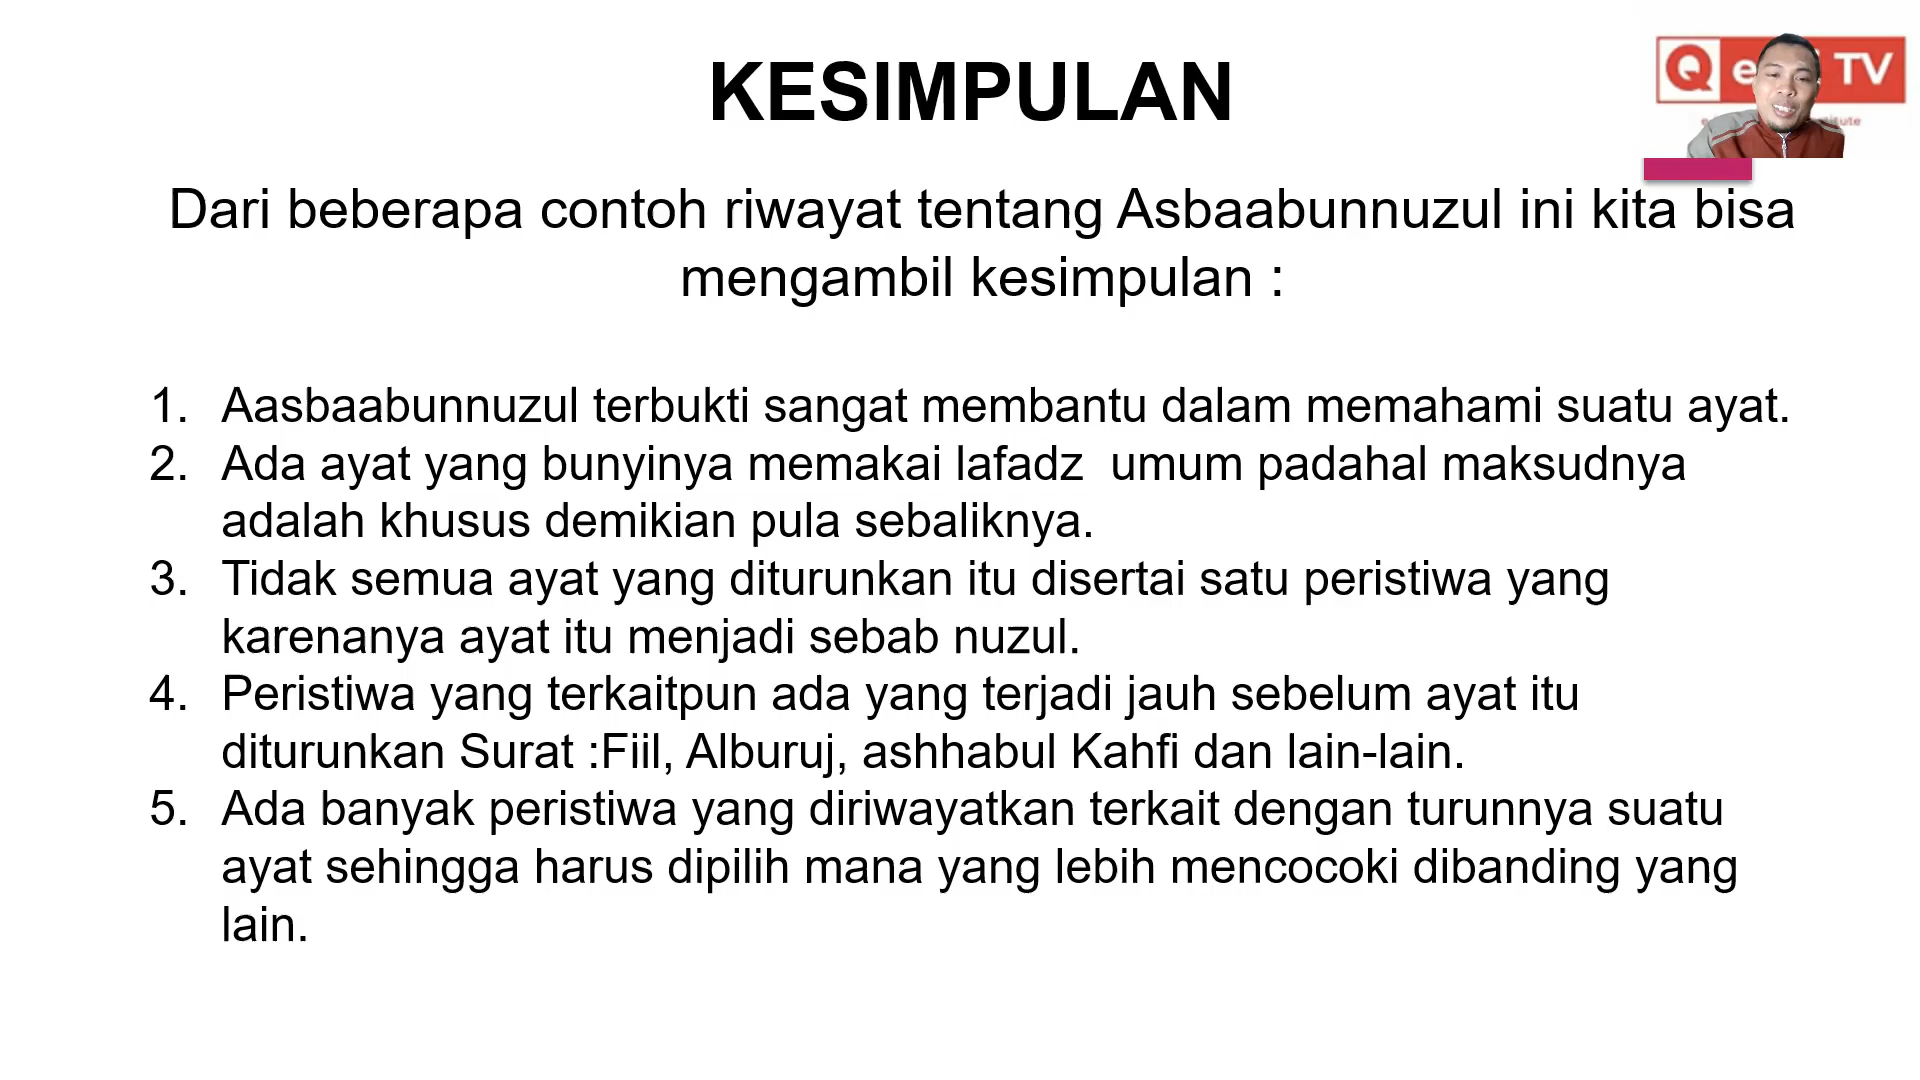 KESIMPULAN
TV
Dari beberapa contoh riwayat tentang Asbaabunnuzul ini kita bisa
mengambil kesimpulan :
1. Aasbaabunnuzul terbukti sangat membantu dalam memahami suatu ayat.
2. Ada ayat yang bunyinya memakai lafadz  umum padahal maksudnya
adalah khusus demikian pula sebaliknya.
3. Tidak semua ayat yang diturunkan itu disertai satu peristiwa yang
karenanya ayat itu menjadi sebab nuzul.
4. Peristiwa yang terkaitpun ada yang terjadi jauh sebelum ayat itu
diturunkan Surat :Fiil, Alburuj, ashhabul Kahfi dan lain-lain.
5. Ada banyak peristiwa yang diriwayatkan terkait dengan turunnya suatu
ayat sehingga harus dipilih mana yang lebih mencocoki dibanding yang
lain.